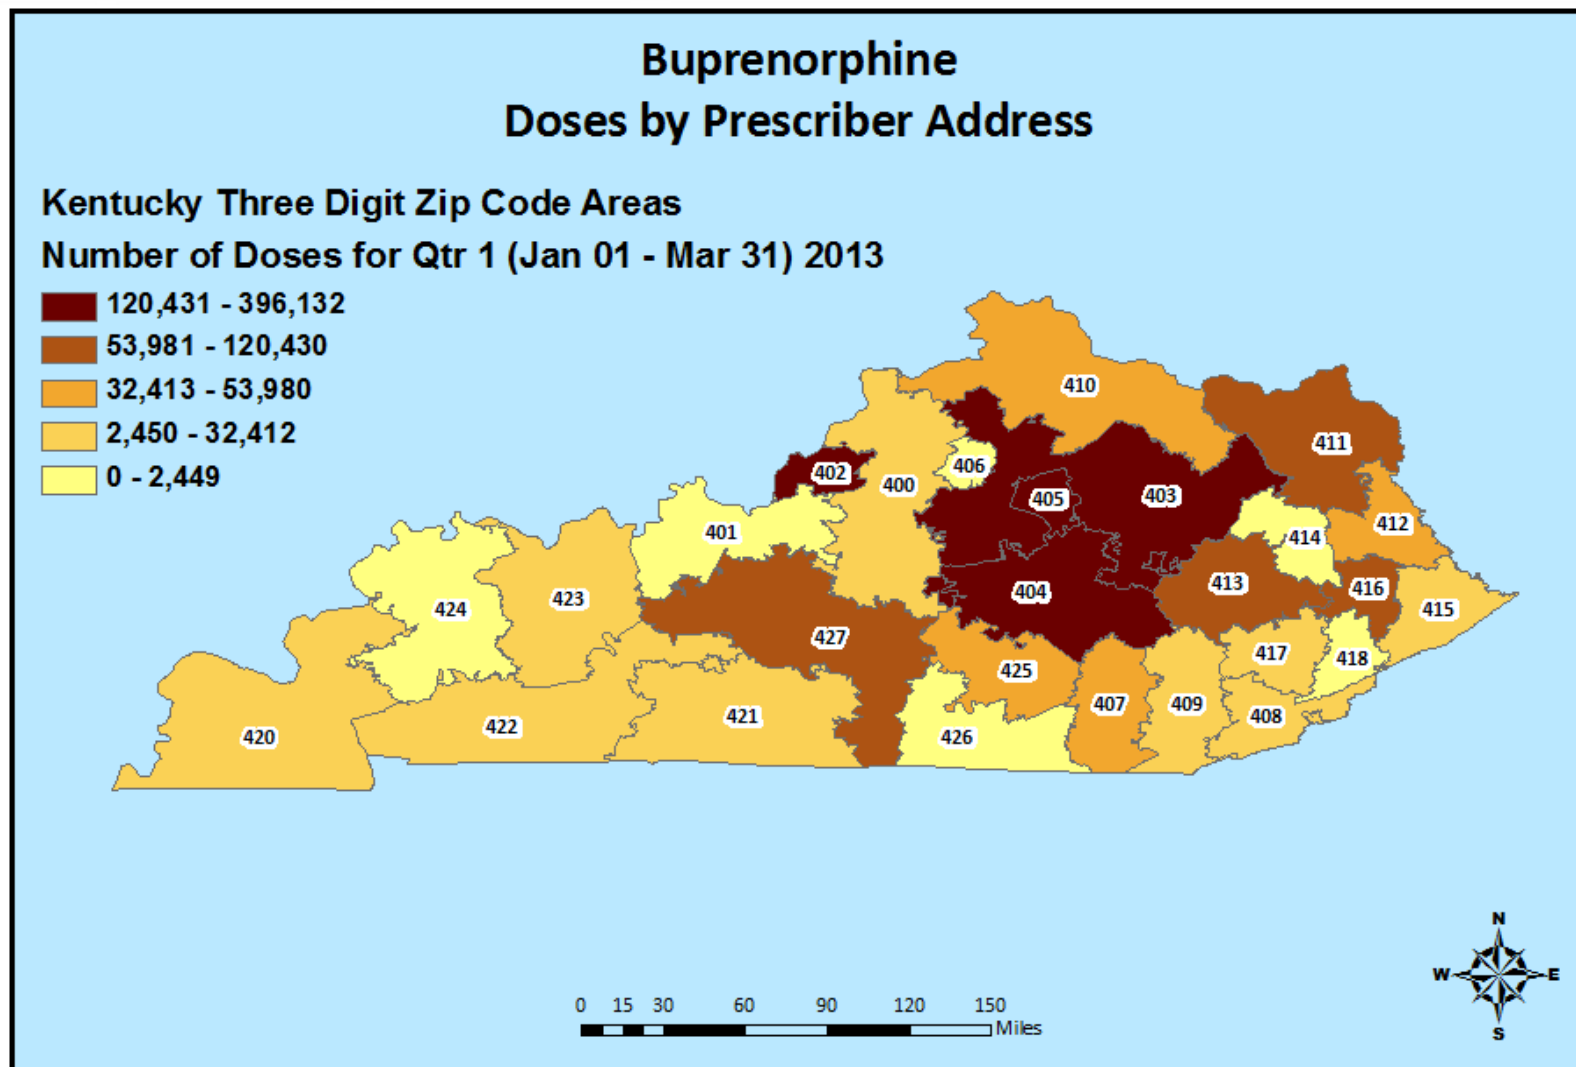 Buprenorphine
Doses by Prescriber Address
Kentucky Three Digit Zip Code Areas
Number of Doses for Qtr 1 (Jan 01 - Mar 31) 2013
120,431 - 396,132
53,981 - 120,430
32,413 - 53,980
2,450 - 32,412
0 - 2,449
410
411
406
402
400
405
403
412
401
414
413
416
424
423
404
415
427
417
418
425
407
409
408
420
422
421
426
N
W E
S
0 15 30 60 90 120 150
Miles